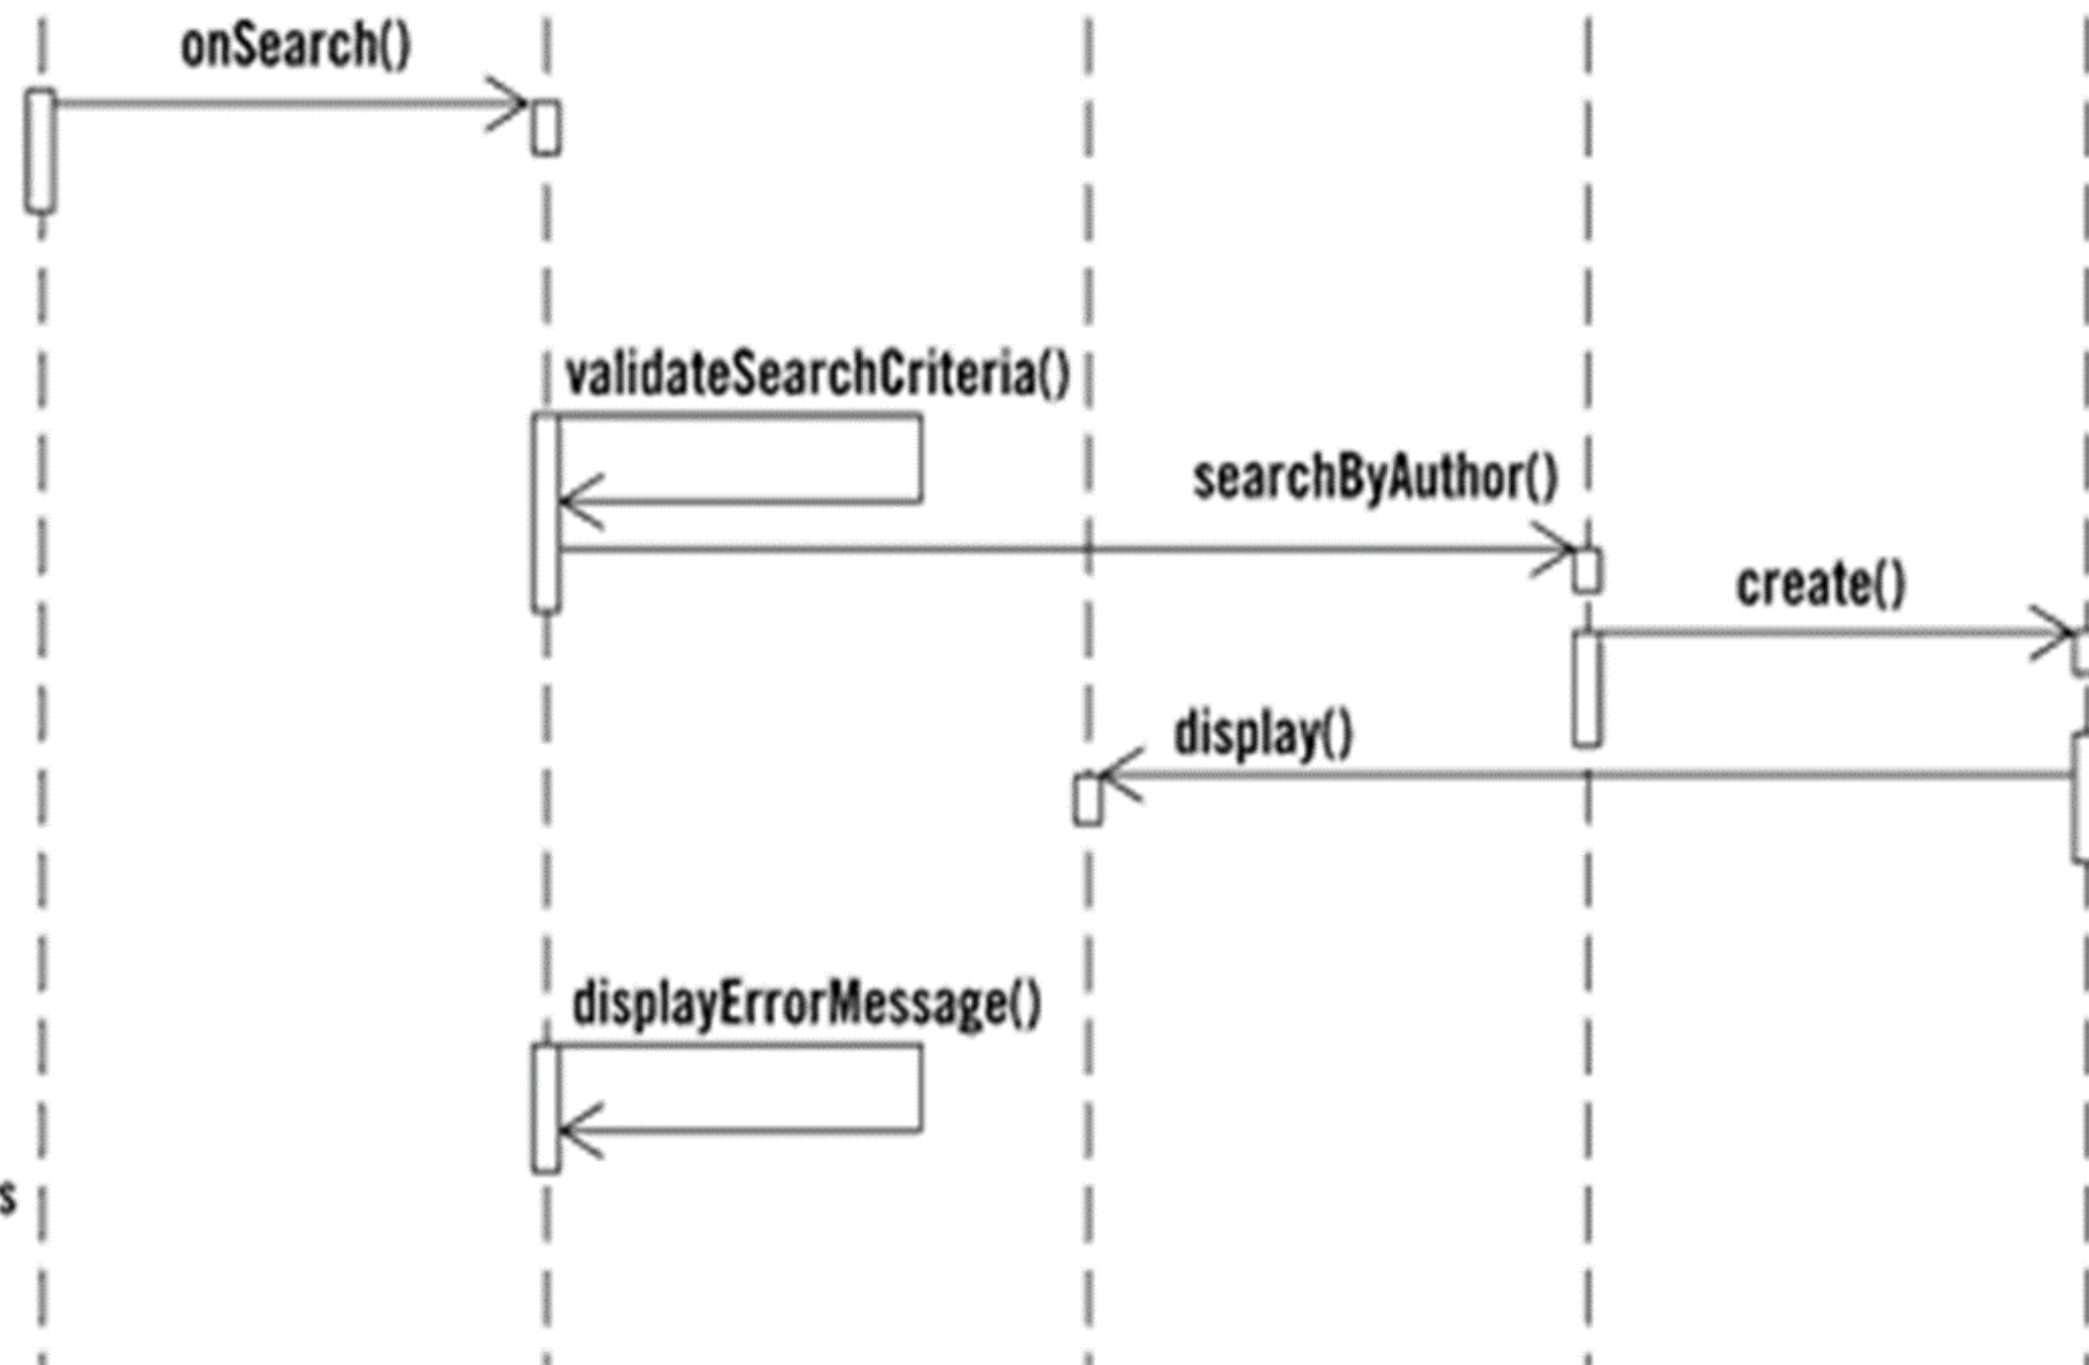 onSearch()
validateSearchCriteria()
searchByAuthor()
create()
display()
displayErrorMessage()
s